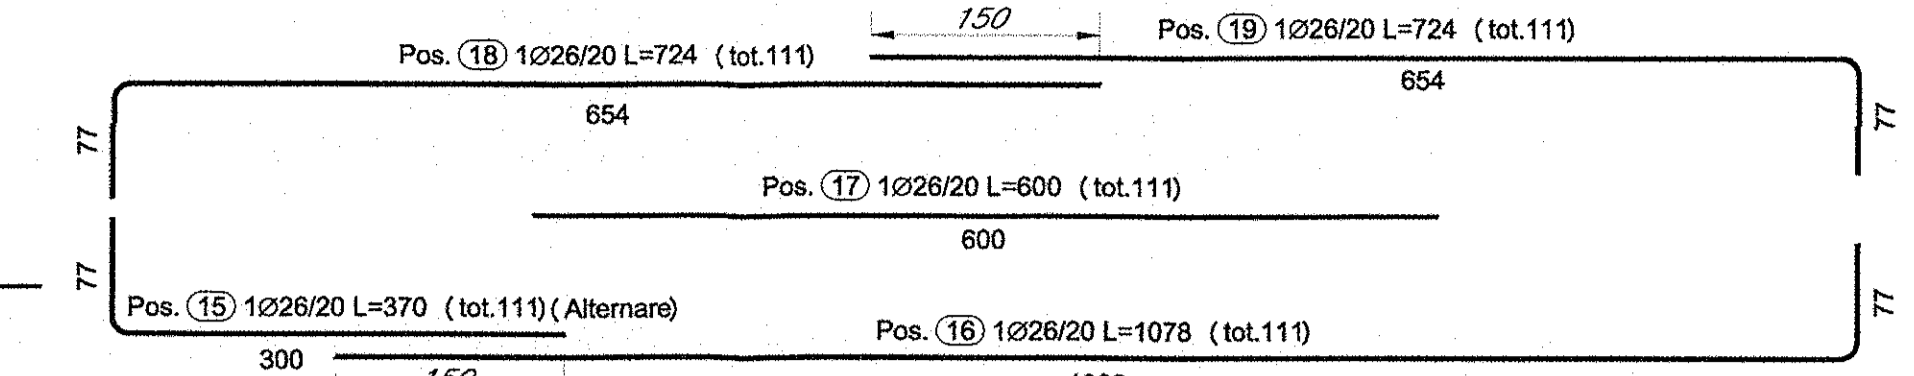 150
Pos. 19 1Ø26/20 L=724 (tot.111)
Pos. 18 1Ø26/20 L=724 (tot.111)
654
654
77
77
Pos. 17 1Ø26/20 L=600 (tot.111)
600
77
77
Pos. 15 1Ø26/20 L=370 (tot.111) (Alternare)
Pos. 16 1Ø26/20 L=1078 (tot.111)
300
150